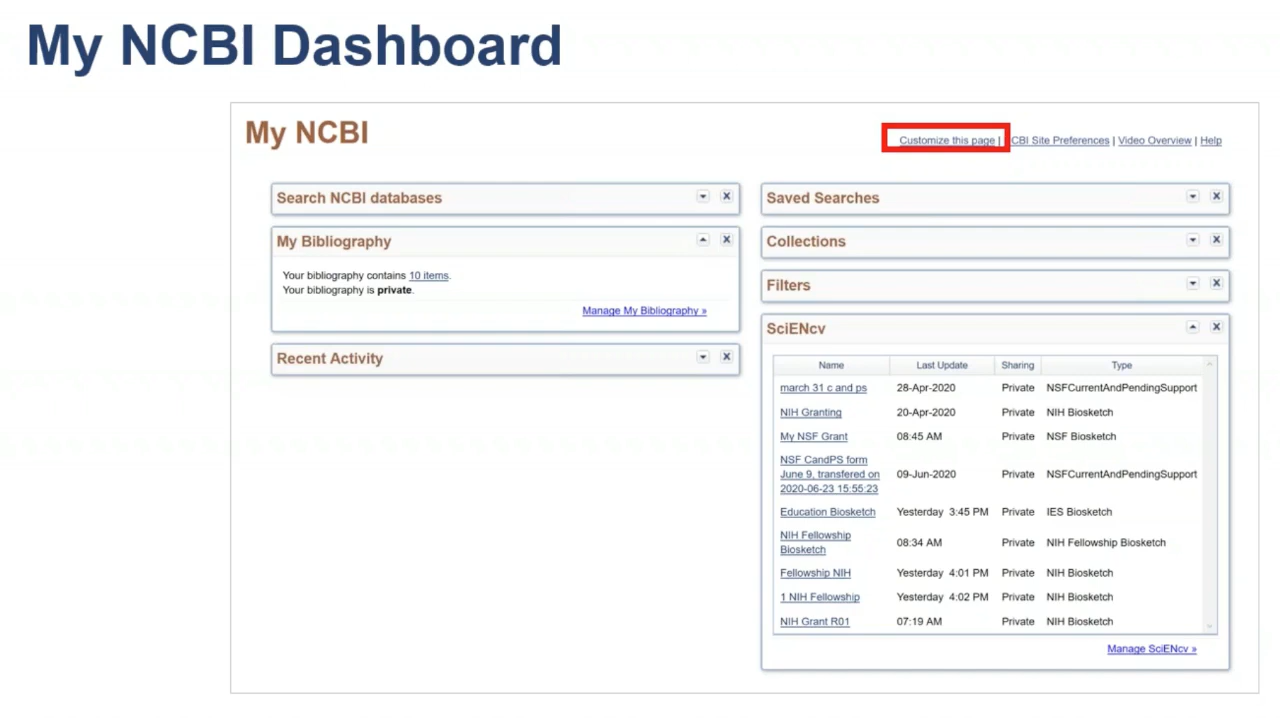 My NCBI Dashboard
My NCBI
Customize this page | CBI Site Preferences | Video Overview | Help
Search NCBI databases
My Bibliography
Your bibliography contains 10 items.
Your bibliography is private.
Manage My Bibliography »
Recent Activity
Saved Searches
Collections
Filters
SciENcv
Name Last Update Sharing Type
march 31 c and ps 28-Apr-2020 Private NSFCurrentAndPendingSupport
NIH Granting 20-Apr-2020 Private NIH Biosketch
My NSF Grant 08:45 AM Private NSF Biosketch
NSF CandPS form
June 9, transfered on 09-Jun-2020 Private NSFCurrentAndPendingSupport
2020-06-23 15:55:23
Education Biosketch Yesterday 3:45 PM Private IES Biosketch
NIH Fellowship
Biosketch 08:34 AM Private NIH Fellowship Biosketch
Fellowship NIH Yesterday 4:01 PM Private NIH Biosketch
1 NIH Fellowship Yesterday 4:02 PM Private NIH Biosketch
NIH Grant R01 07:19 AM Private NIH Biosketch
Manage SciENcv »